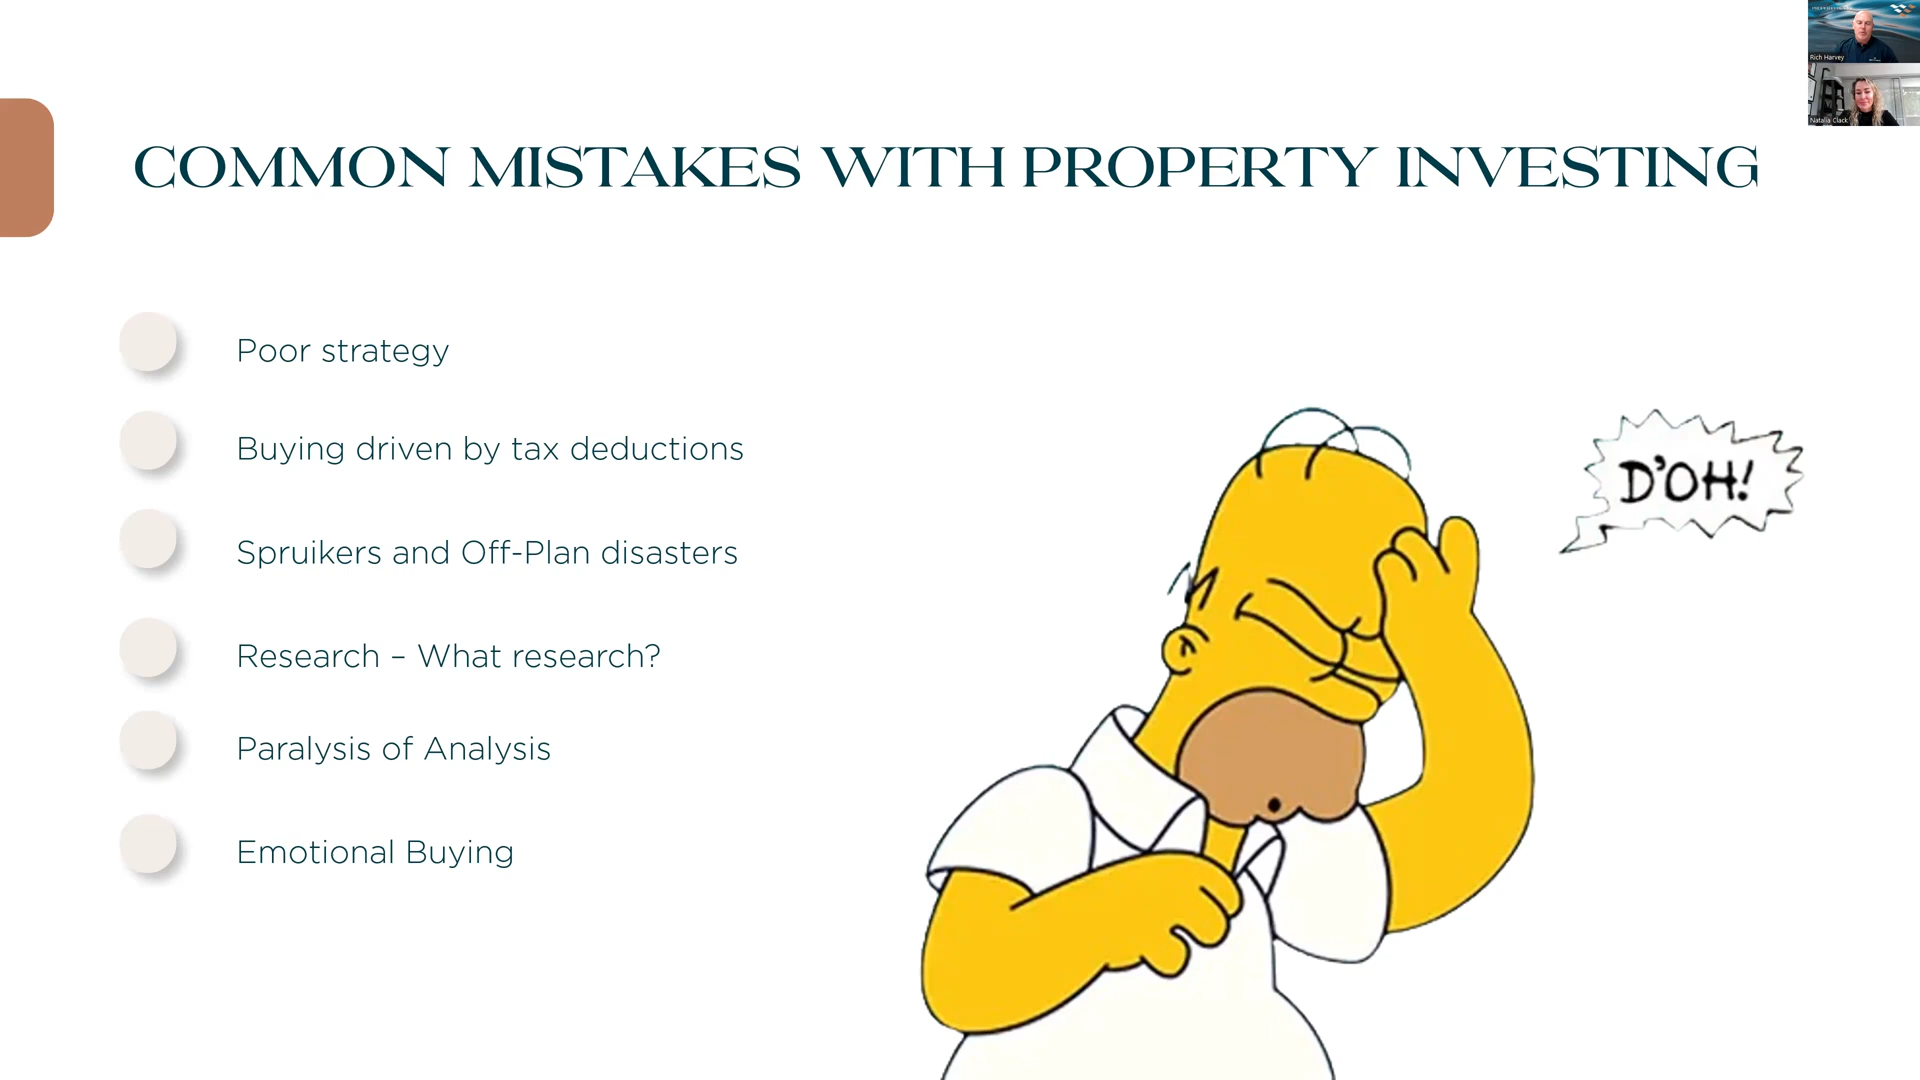 Rich Harvey
Natalia Clack
COMMON MISTAKES WITH PROPERTY INVESTING
Poor strategy
Buying driven by tax deductions
D'OH!
Spruikers and Off-Plan disasters
Research – What research?
Paralysis of Analysis
Emotional Buying